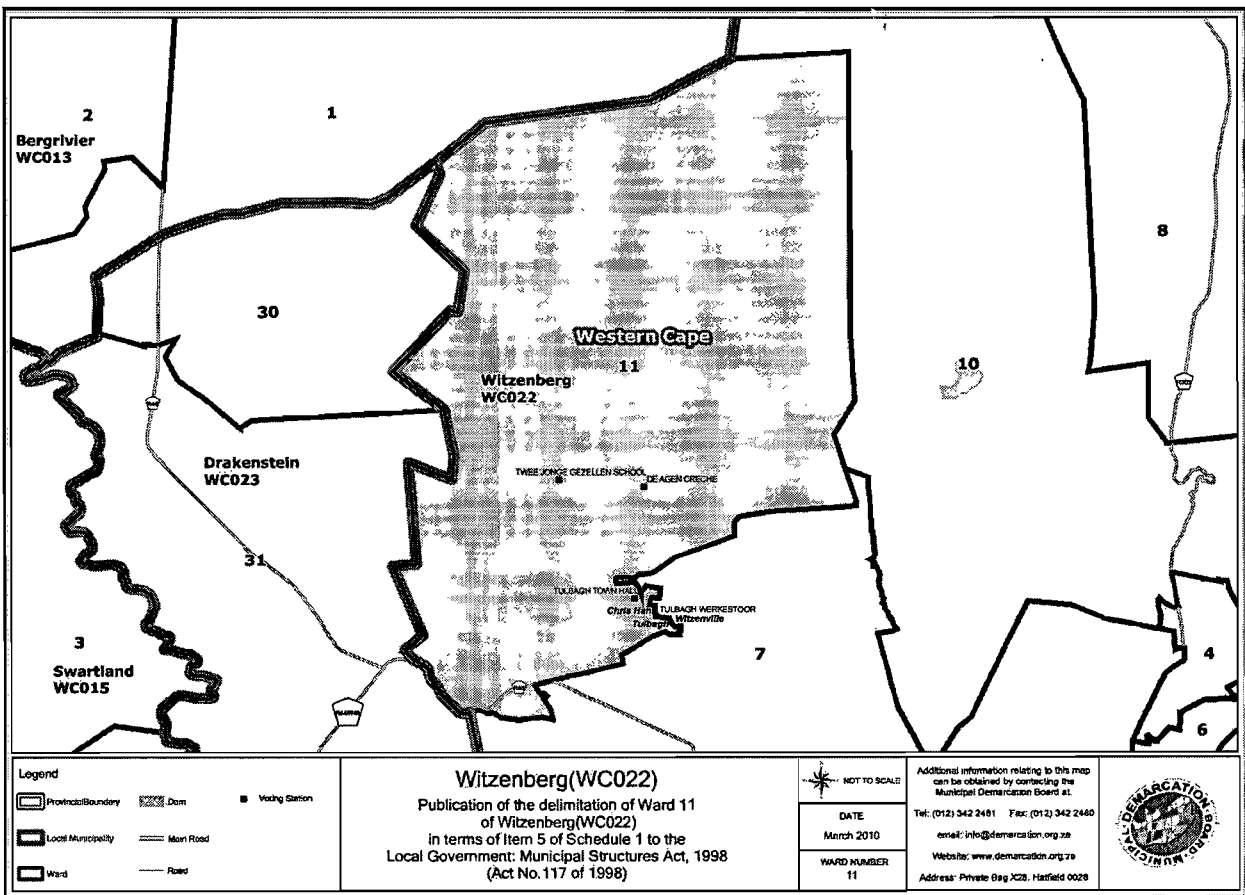 2
Bergrivier
WC013
1
8
30
Western Cape
11
10
Witzenberg
WC022
Drakenstein
WC023
TWEE JONGE GEZELLEN SCHOOL
DE AGEN CRECHE
31
TULBAGH TOWN HALL
Chris Hani
TULBAGH WERKESTOOR
Witzenville
Tulbagh
3
7
4
Swartland
WC015
6
Legend
Provincial Boundary
Dam
Voting Station
Local Municipality
Main Road
Ward
Road
Witzenberg(WC022)
Publication of the delimitation of Ward 11
of Witzenberg(WC022)
in terms of Item 5 of Schedule 1 to the
Local Government: Municipal Structures Act, 1998
(Act No.117 of 1998)
NOT TO SCALE
DATE
March 2010
WARD NUMBER
11
Additional information relating to this map
can be obtained by contacting the
Municipal Demarcation Board at.
Tel: (012) 342 2481 Fax: (012) 342 2480
email: info@demarcation.org.za
Website: www.demarcation.org.za
Address: Private Bag X28, Hatfield 0028
MUNICIPAL DEMARCATION BOARD